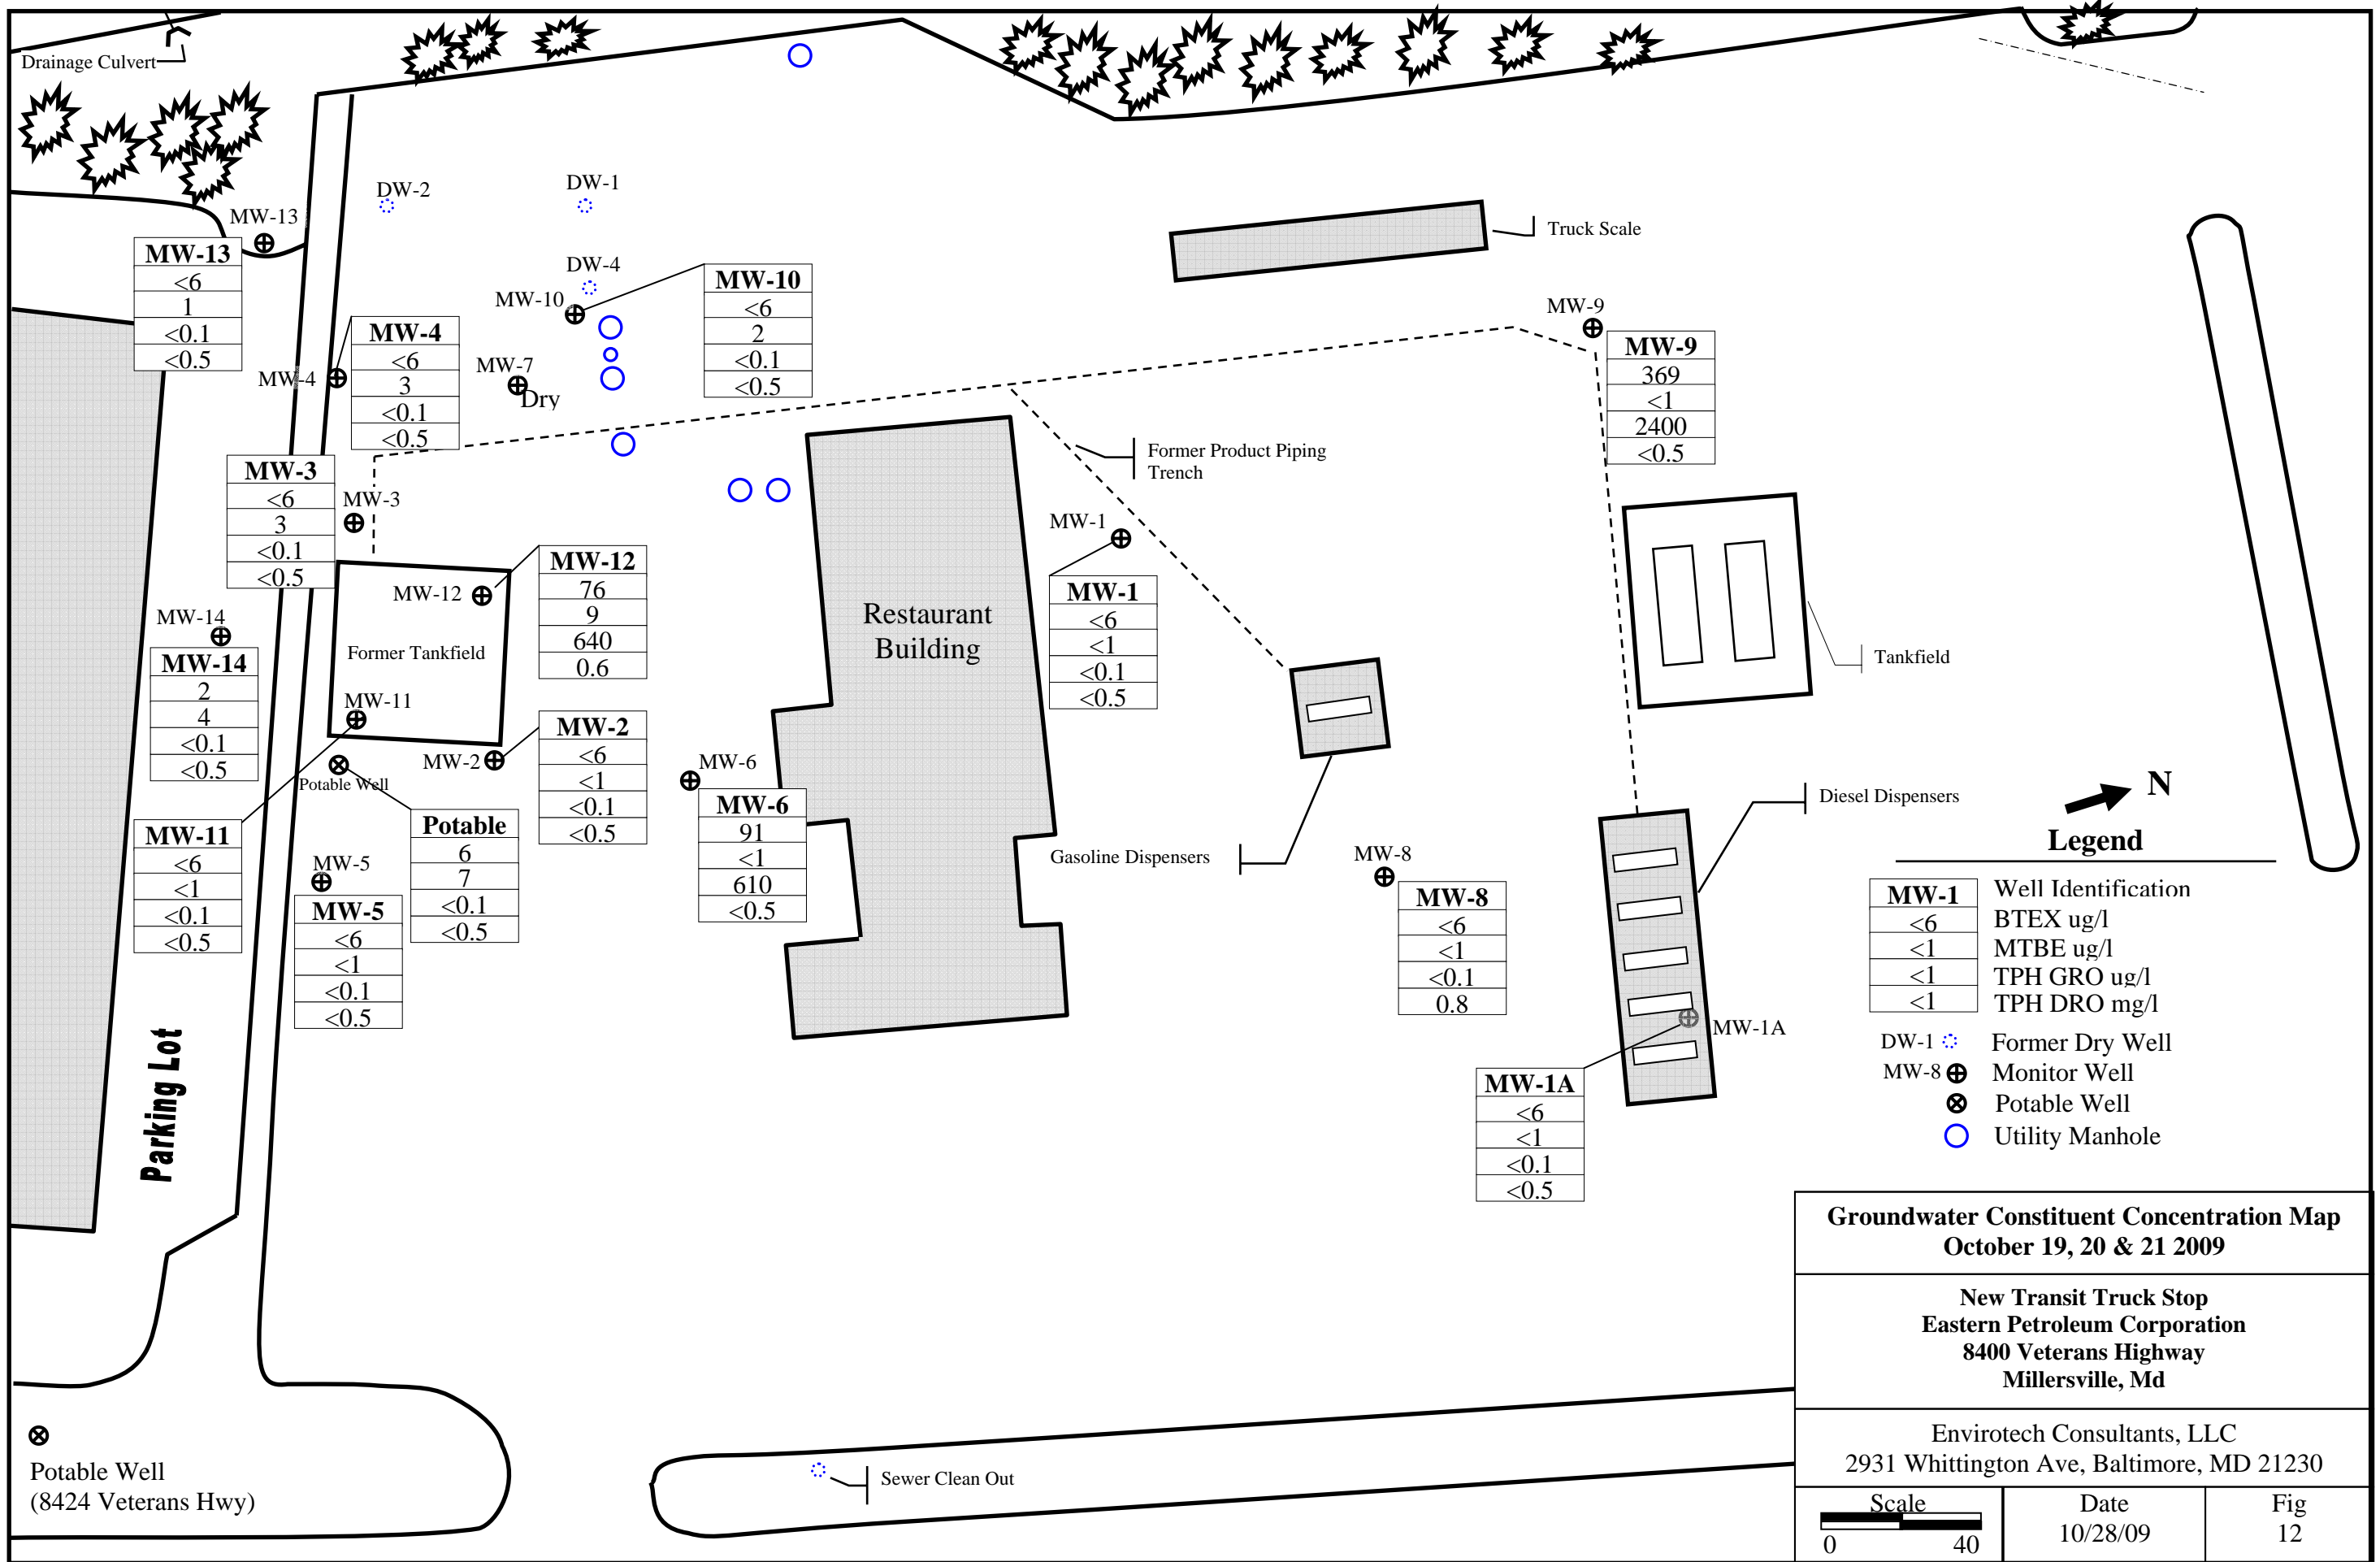 Drainage Culvert
DW-2
DW-1
MW-13
MW-13
<6
1
<0.1
<0.5
DW-4
MW-10
MW-10
<6
2
<0.1
<0.5
Truck Scale
MW-4
MW-4
<6
3
<0.1
<0.5
MW-7
Dry
MW-9
MW-9
369
<1
2400
<0.5
Former Product Piping
Trench
MW-3
<6
3
<0.1
<0.5
MW-3
MW-12
MW-12
76
9
640
0.6
Former Tankfield
Restaurant
Building
MW-1
MW-1
<6
<1
<0.1
<0.5
Tankfield
MW-14
MW-14
2
4
<0.1
<0.5
MW-11
MW-2
MW-2
<6
<1
<0.1
<0.5
Potable Well
MW-6
MW-6
91
<1
610
<0.5
MW-11
<6
<1
<0.1
<0.5
Potable
6
7
<0.1
<0.5
MW-5
MW-5
<6
<1
<0.1
<0.5
Gasoline Dispensers
Diesel Dispensers
MW-8
MW-8
<6
<1
<0.1
0.8
MW-1A
MW-1A
<6
<1
<0.1
<0.5
N
Legend
MW-1 Well Identification
<6 BTEX ug/l
<1 MTBE ug/l
<1 TPH GRO ug/l
<1 TPH DRO mg/l
DW-1 Former Dry Well
MW-8 Monitor Well
Potable Well
Utility Manhole
Parking Lot
Potable Well
(8424 Veterans Hwy)
Sewer Clean Out
Groundwater Constituent Concentration Map
October 19, 20 & 21 2009
New Transit Truck Stop
Eastern Petroleum Corporation
8400 Veterans Highway
Millersville, Md
Envirotech Consultants, LLC
2931 Whittington Ave, Baltimore, MD 21230
Scale
0 40
Date
10/28/09
Fig
12